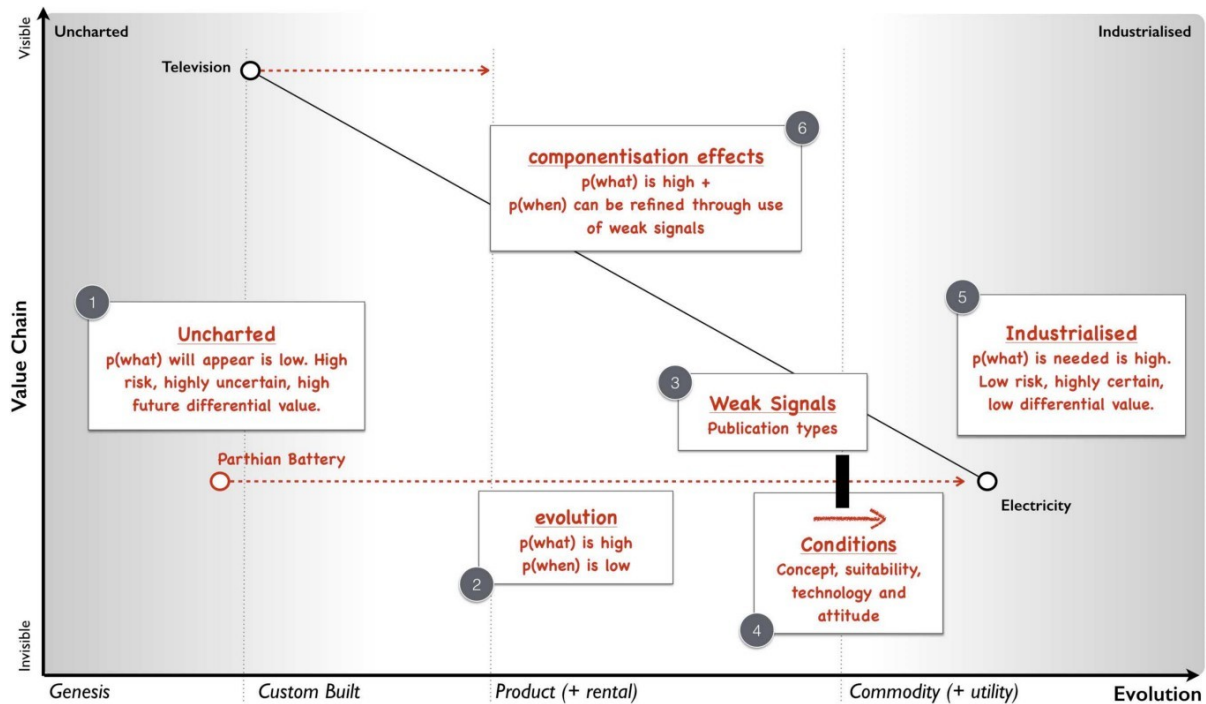 Visible
Uncharted
Industrialised
Television
6
componentisation effects
p(what) is high +
p(when) can be refined through use
of weak signals
1
Uncharted
p(what) will appear is low. High
risk, highly uncertain, high
future differential value.
5
Industrialised
p(what) is needed is high.
Low risk, highly certain,
low differential value.
Value Chain
3
Weak Signals
Publication types
Parthian Battery
Electricity
evolution
p(what) is high
p(when) is low
2
Conditions
Concept, suitability,
technology and
attitude
4
Invisible
Genesis
Custom Built
Product (+ rental)
Commodity (+ utility)
Evolution